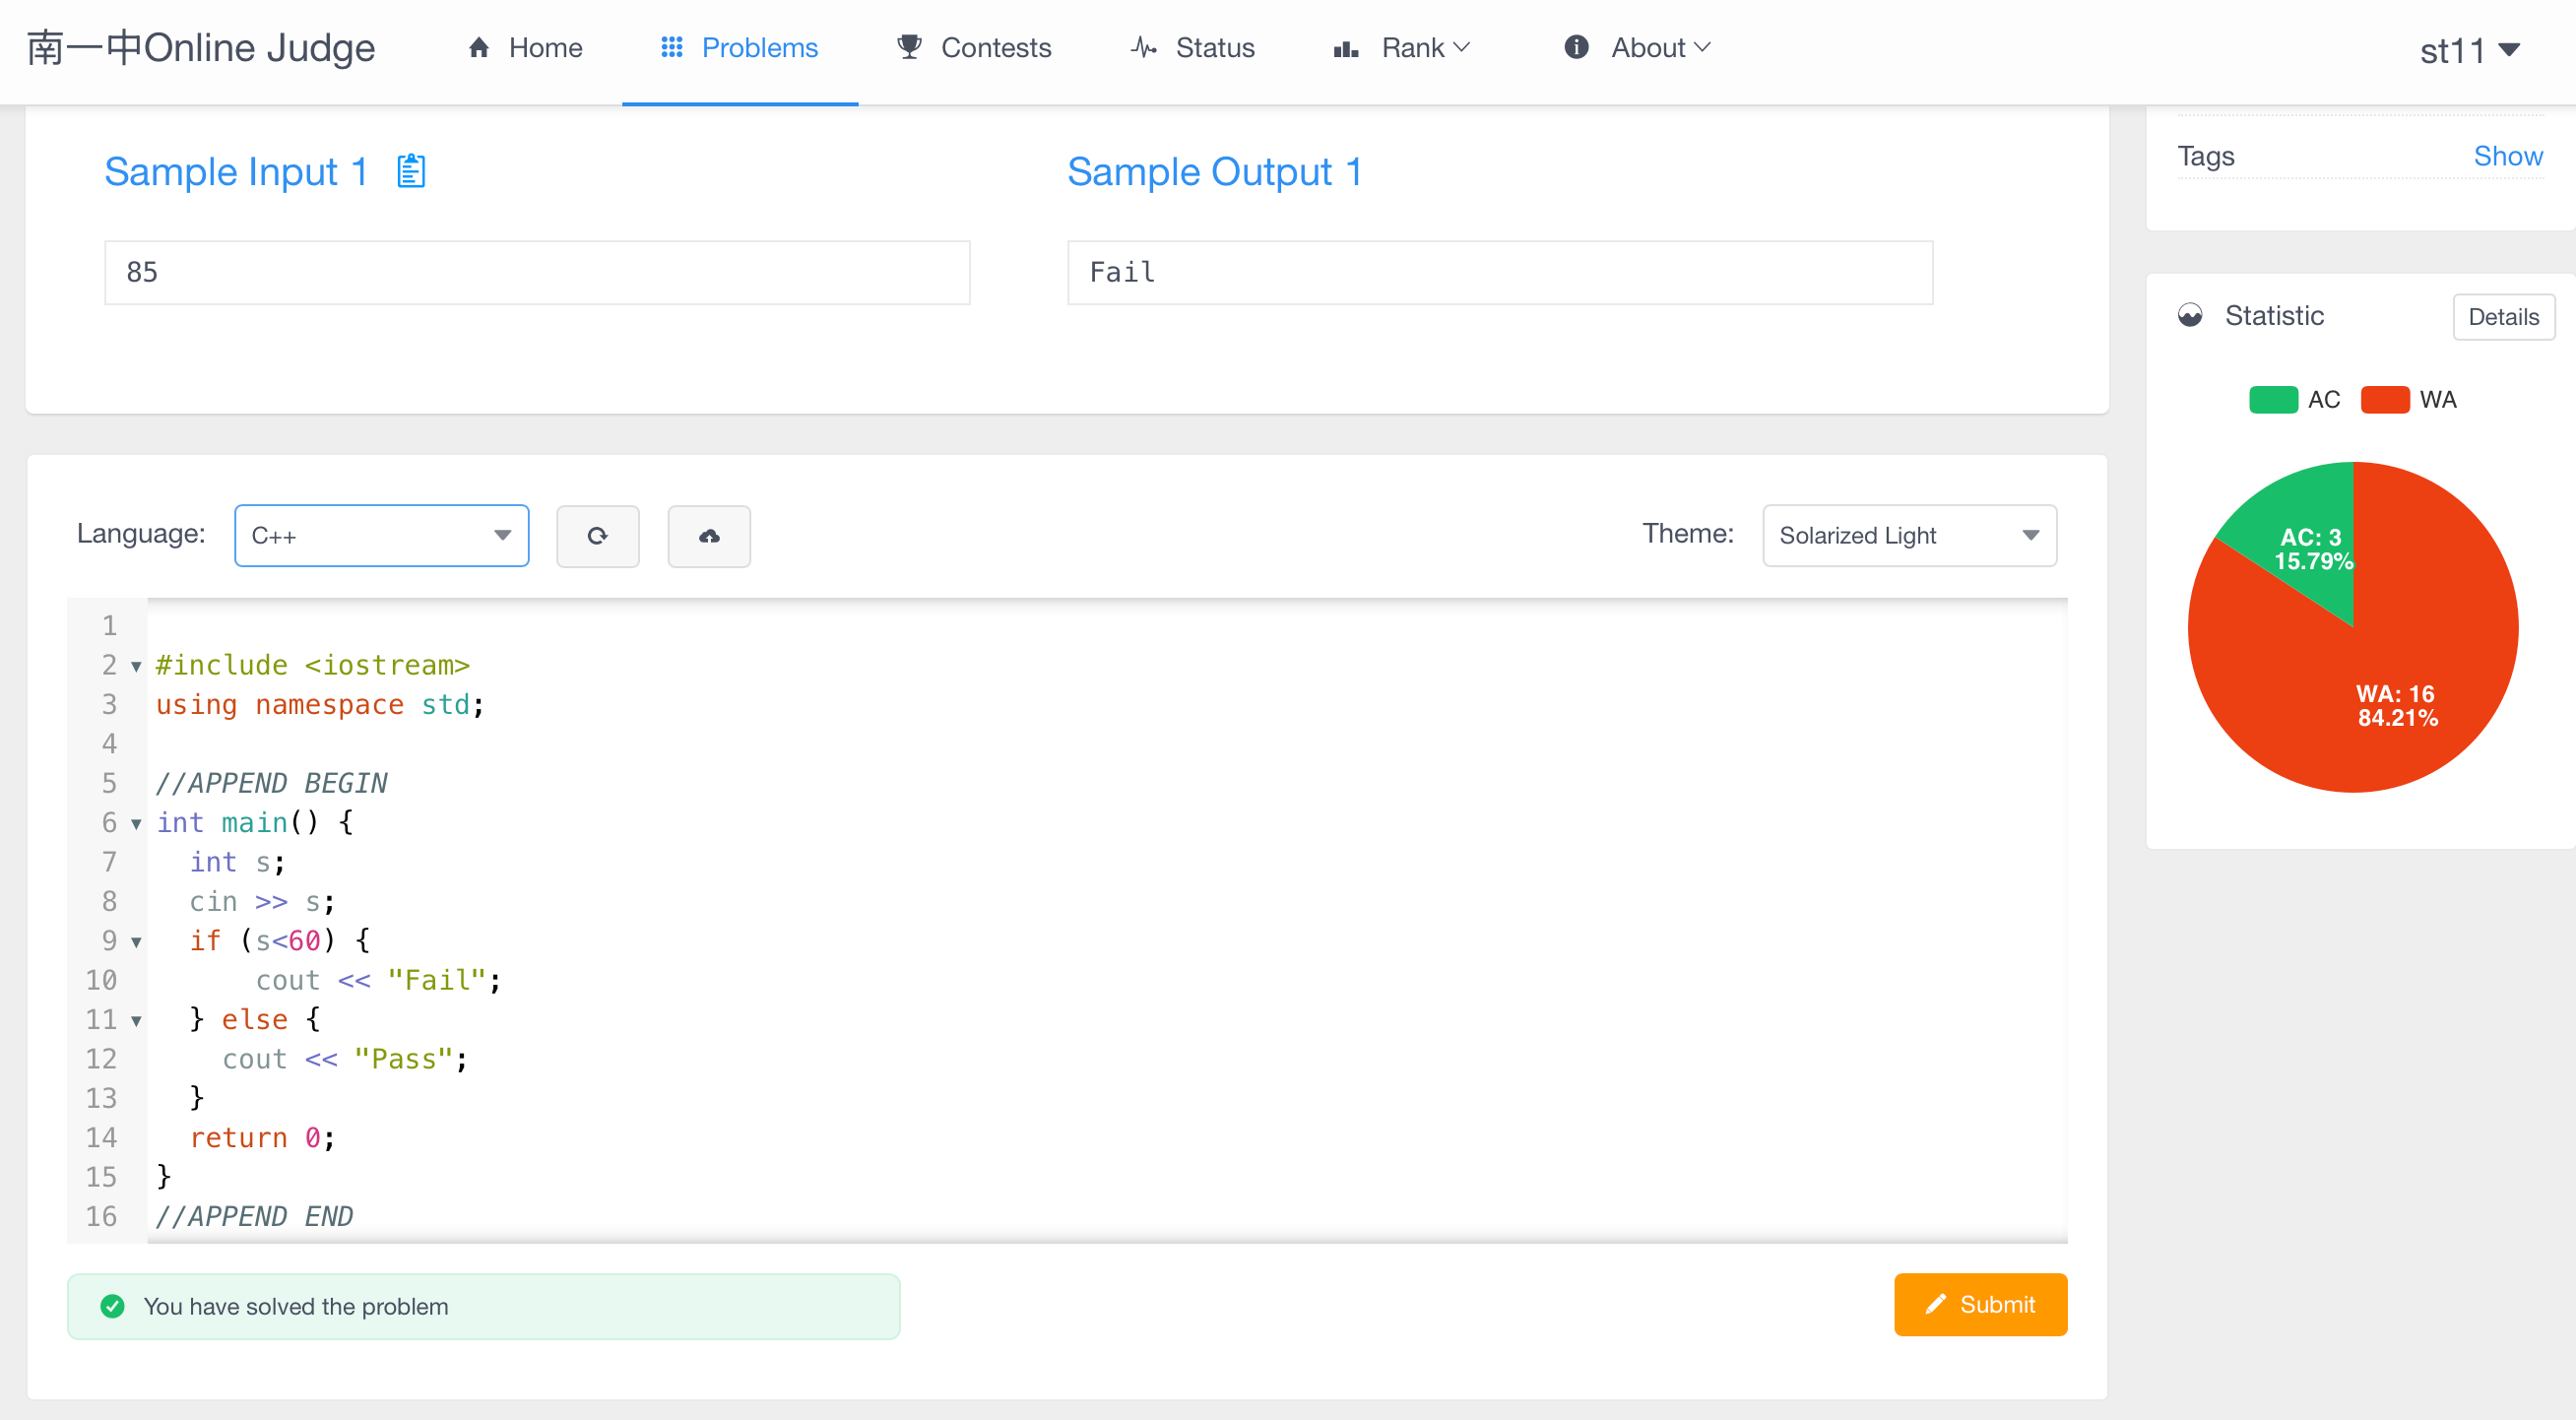 南一中Online Judge
Home
Problems
Contests
Status
Rank
About
st11
Sample Input 1
Sample Output 1
85
Fail
Tags
Show
Statistic
Details
AC
WA
AC: 3
15.79%
WA: 16
84.21%
Language:
C++
Theme:
Solarized Light
1
2 #include <iostream>
3 using namespace std;
4
5 //APPEND BEGIN
6 int main() {
7   int s;
8   cin >> s;
9   if (s<60) {
10       cout << "Fail";
11   } else {
12     cout << "Pass";
13   }
14   return 0;
15 }
16 //APPEND END
You have solved the problem
Submit